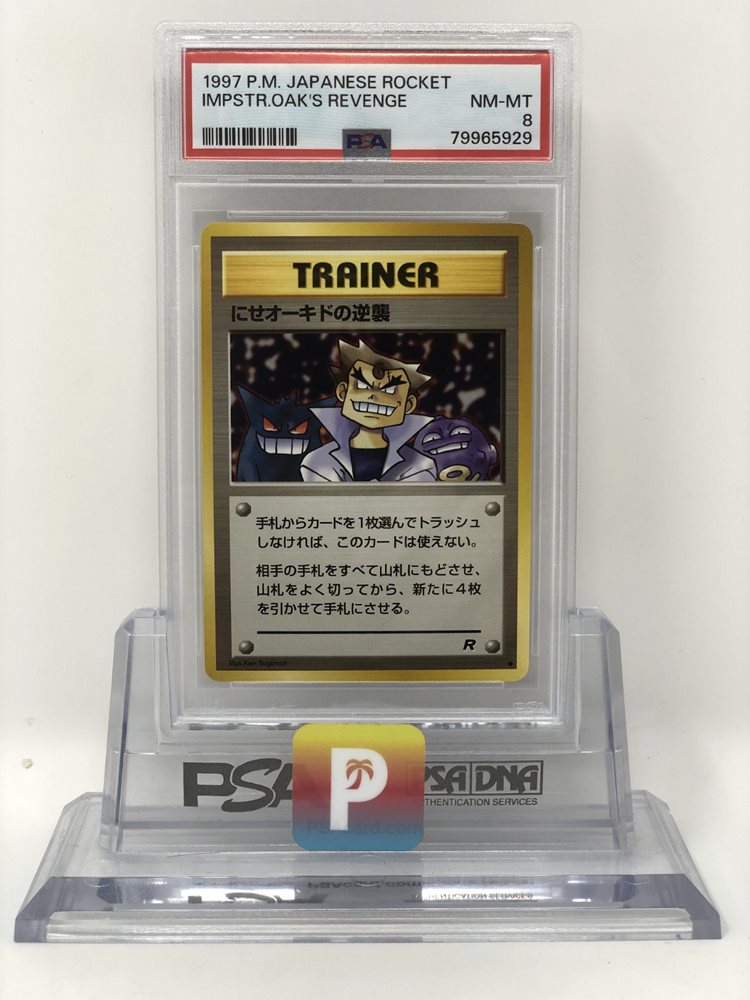 1997 P.M. JAPANESE ROCKET
IMPSTR.OAK'S REVENGE NM-MT
8
PSA 79965929
TRAINER
にせオーキドの逆襲
手札からカードを1枚選んでトラッシュ
しなければ、このカードは使えない。
相手の手札をすべて山札にもどさせ、
山札をよく切ってから、新たに4枚
を引かせて手札にさせる。
R
Illus.Ken Sugimori
PSA
P
PSA DNA
AUTHENTICATION SERVICES
PSAcard.com